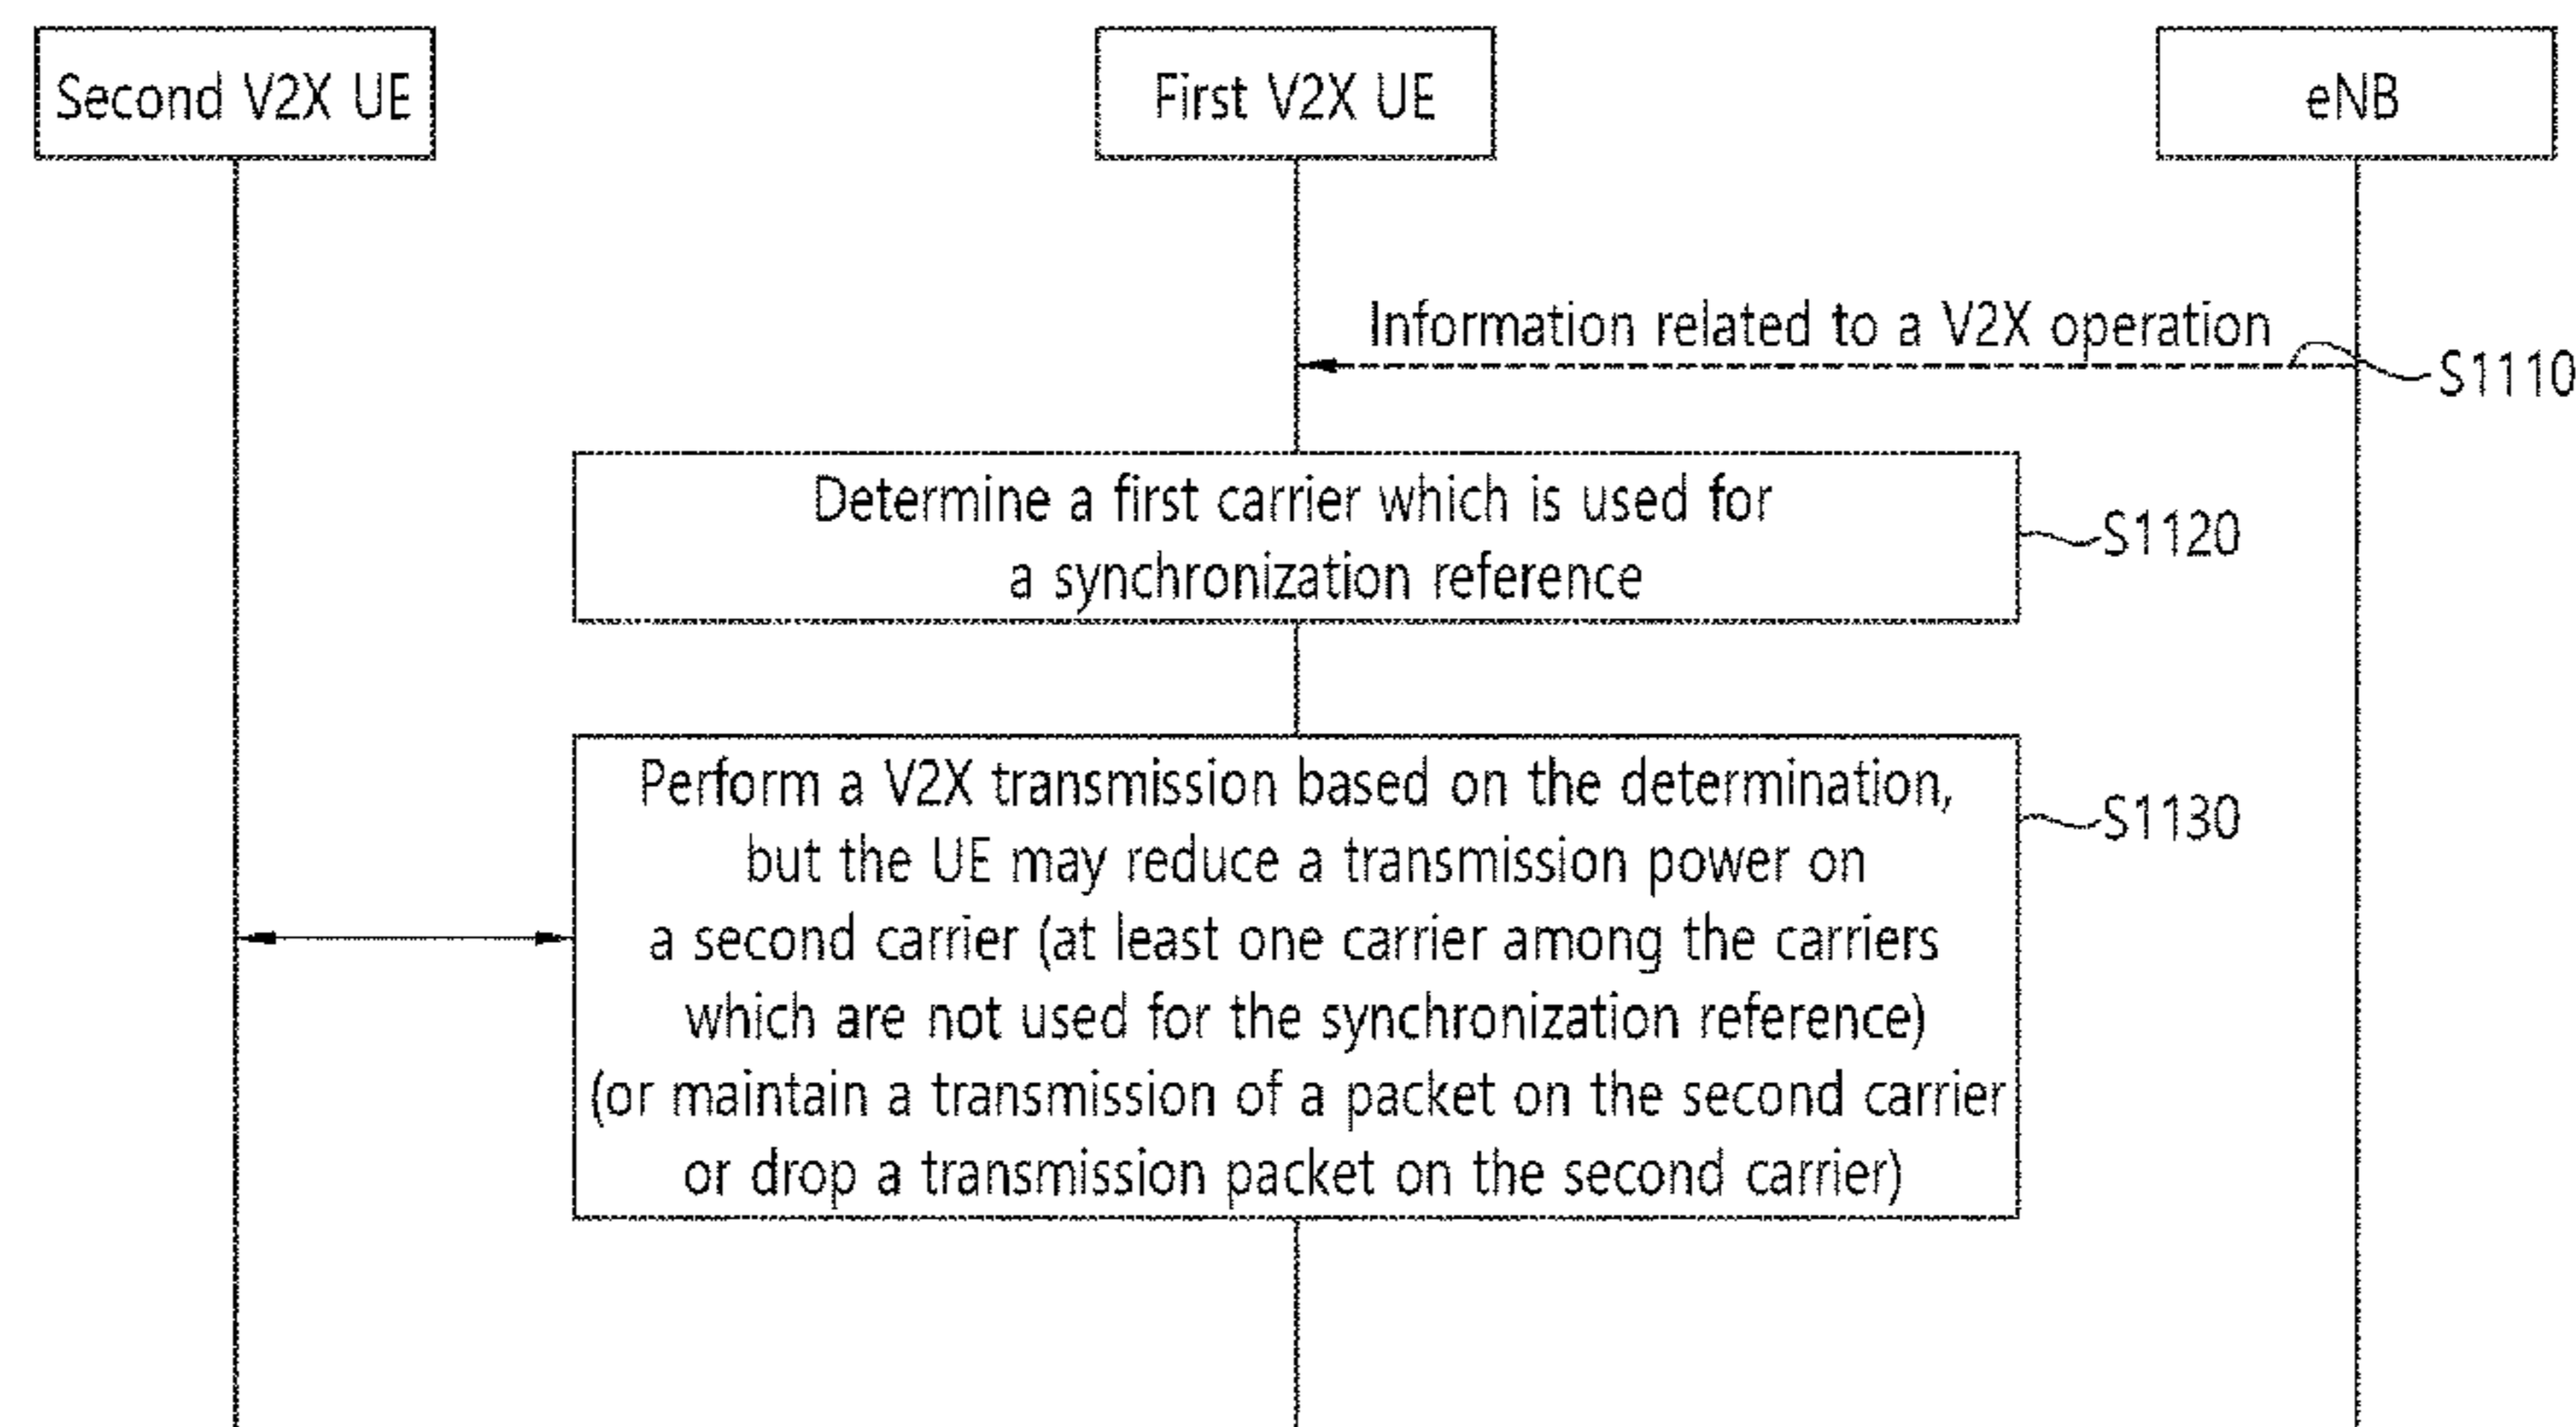 Second V2X UE
First V2X UE
eNB
Information related to a V2X operation
S1110
Determine a first carrier which is used for
a synchronization reference
S1120
Perform a V2X transmission based on the determination,
but the UE may reduce a transmission power on
a second carrier (at least one carrier among the carriers
which are not used for the synchronization reference)
(or maintain a transmission of a packet on the second carrier
or drop a transmission packet on the second carrier)
S1130